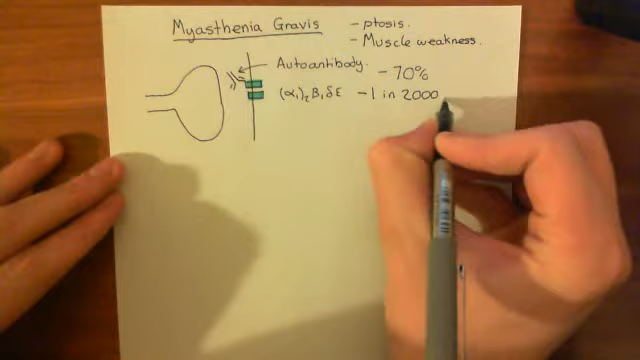 Myasthenia Gravis
- ptosis.
- Muscle weakness.
Autoantibody.
- 70%
(α₁)₂ β₁ δ ε - 1 in 2000